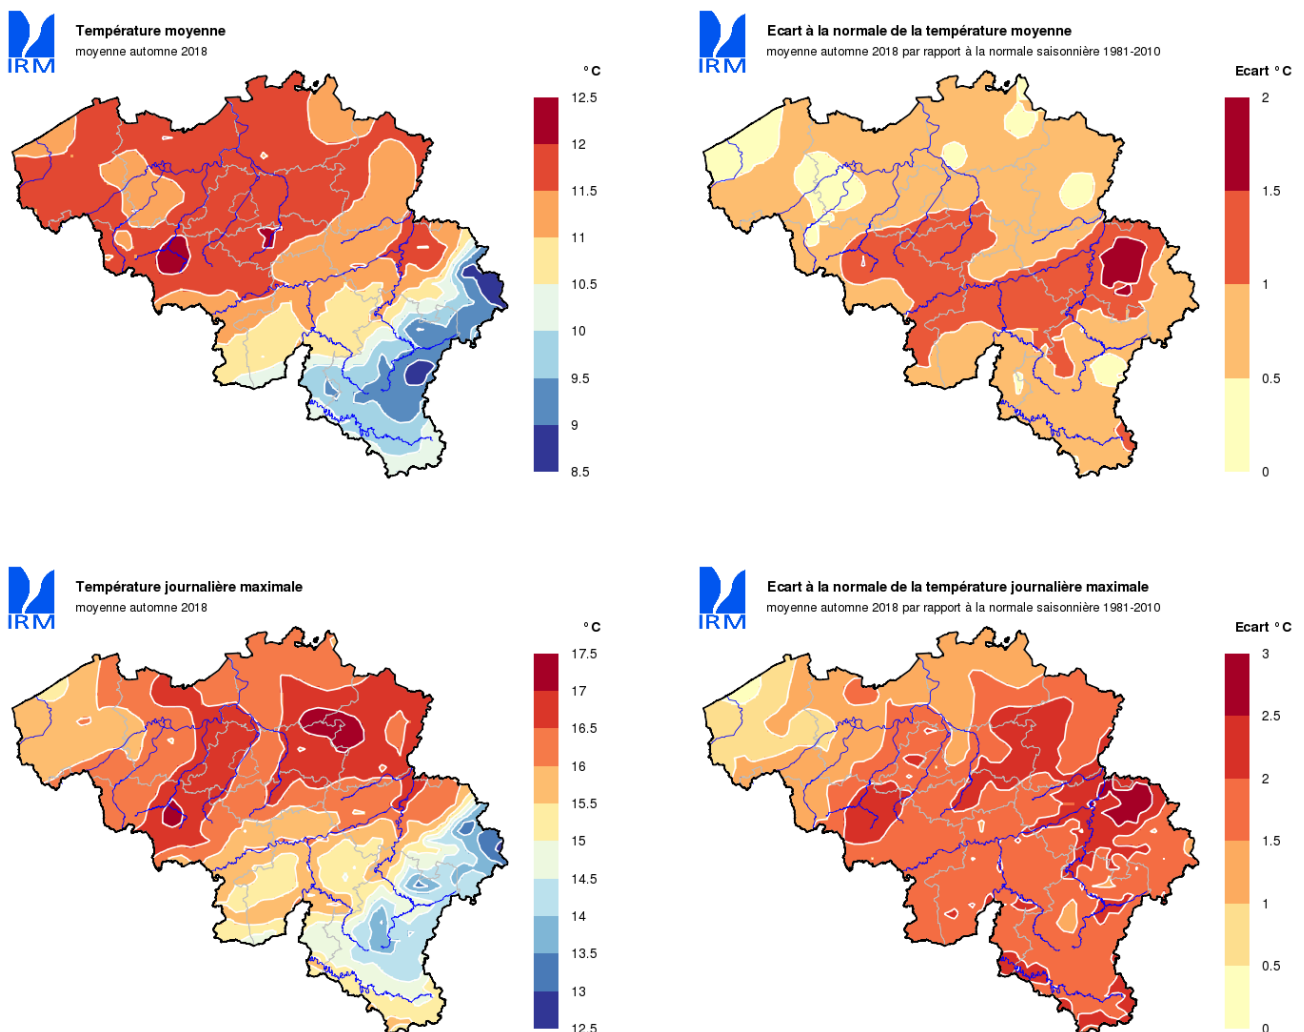 IRM
Température moyenne
moyenne automne 2018
°C
12.5
12
11.5
11
10.5
10
9.5
9
8.5
IRM
Ecart à la normale de la température moyenne
moyenne automne 2018 par rapport à la normale saisonnière 1981-2010
Ecart °C
2
1.5
1
0.5
0
IRM
Température journalière maximale
moyenne automne 2018
°C
17.5
17
16.5
16
15.5
15
14.5
14
13.5
13
12.5
IRM
Ecart à la normale de la température journalière maximale
moyenne automne 2018 par rapport à la normale saisonnière 1981-2010
Ecart °C
3
2.5
2
1.5
1
0.5
0